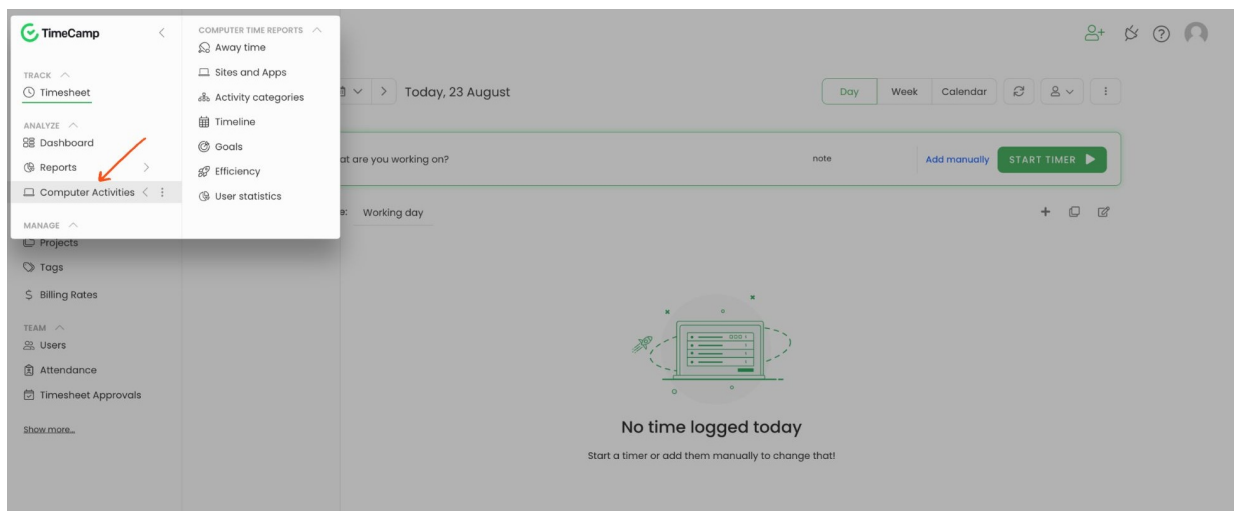 TimeCamp
TRACK
Timesheet
ANALYZE
Dashboard
Reports
Computer Activities
MANAGE
Projects
Tags
Billing Rates
TEAM
Users
Attendance
Timesheet Approvals
Show more...
COMPUTER TIME REPORTS
Away time
Sites and Apps
Activity categories
Timeline
Goals
Efficiency
User statistics
Today, 23 August
Day Week Calendar
at are you working on? note Add manually START TIMER
e: Working day
000 1
No time logged today
Start a timer or add them manually to change that!